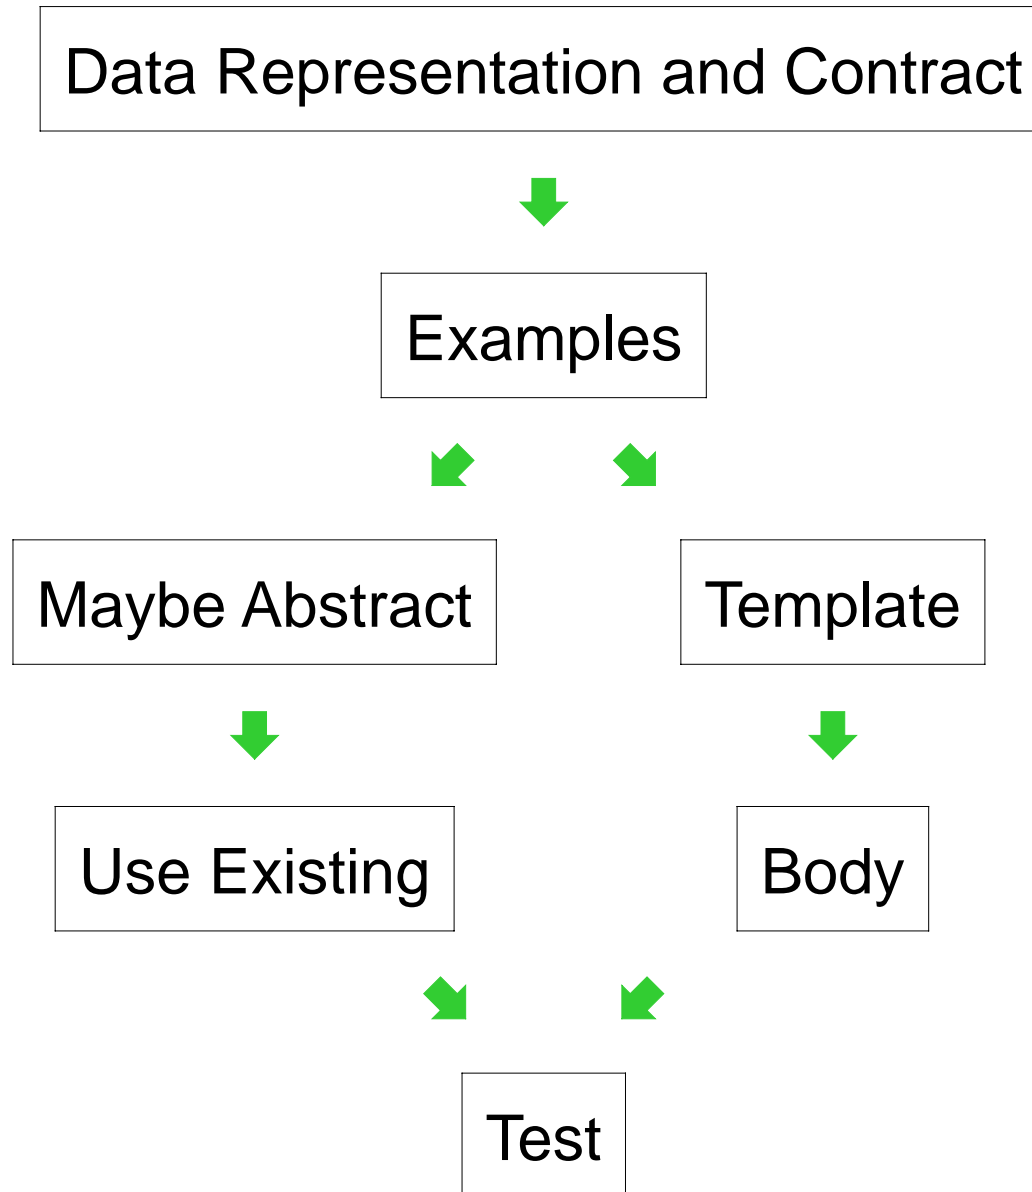 Data Representation and Contract
Examples
Maybe Abstract
Template
Use Existing
Body
Test